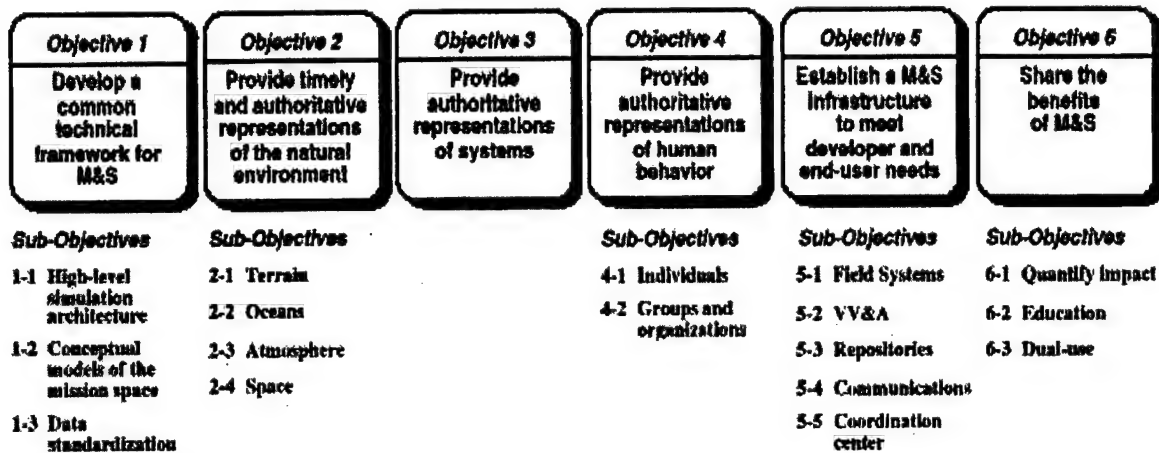 Objective 1
Develop a
common
technical
framework for
M&S
Objective 2
Provide timely
and authoritative
representations
of the natural
environment
Objective 3
Provide
authoritative
representations
of systems
Objective 4
Provide
authoritative
representations
of human
behavior
Objective 5
Establish a M&S
infrastructure
to meet
developer and
end-user needs
Objective 6
Share the
benefits
of M&S
Sub-Objectives
1-1 High-level
simulation
architecture
1-2 Conceptual
models of the
mission space
1-3 Data
standardization
Sub-Objectives
2-1 Terrain
2-2 Oceans
2-3 Atmosphere
2-4 Space
Sub-Objectives
4-1 Individuals
4-2 Groups and
organizations
Sub-Objectives
5-1 Field Systems
5-2 VV&A
5-3 Repositories
5-4 Communications
5-5 Coordination
center
Sub-Objectives
6-1 Quantify impact
6-2 Education
6-3 Dual-use